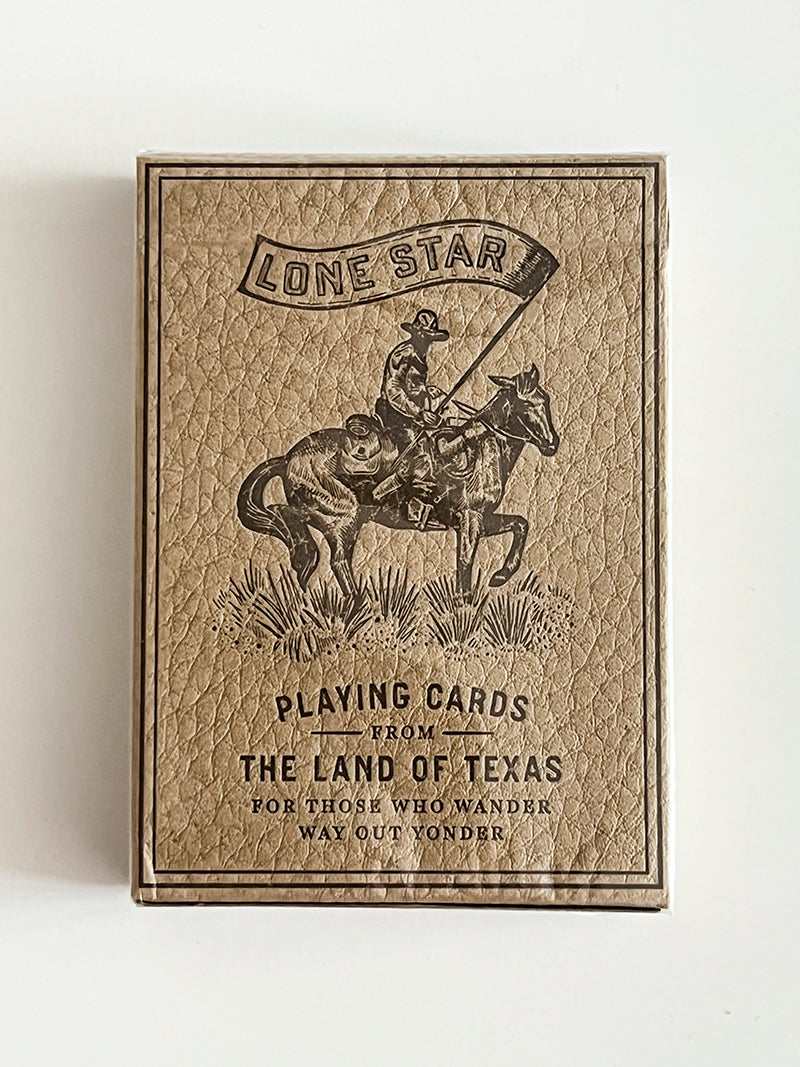 LONE STAR
PLAYING CARDS
FROM
THE LAND OF TEXAS
FOR THOSE WHO WANDER
WAY OUT YONDER